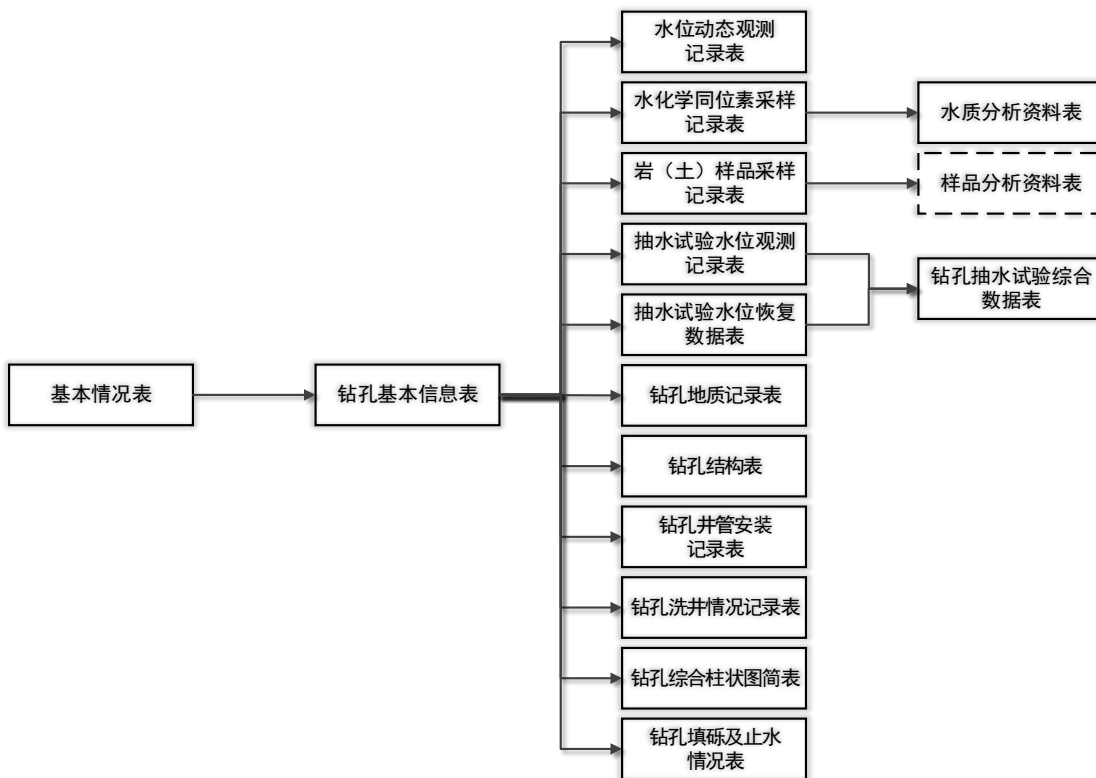 水位动态观测
记录表
水化学同位素采样
记录表
水质分析资料表
岩（土）样品采样
记录表
样品分析资料表
抽水试验水位观测
记录表
钻孔抽水试验综合
数据表
抽水试验水位恢复
数据表
基本情况表
钻孔基本信息表
钻孔地质记录表
钻孔结构表
钻孔井管安装
记录表
钻孔洗井情况记录表
钻孔综合柱状图简表
钻孔填砾及止水
情况表